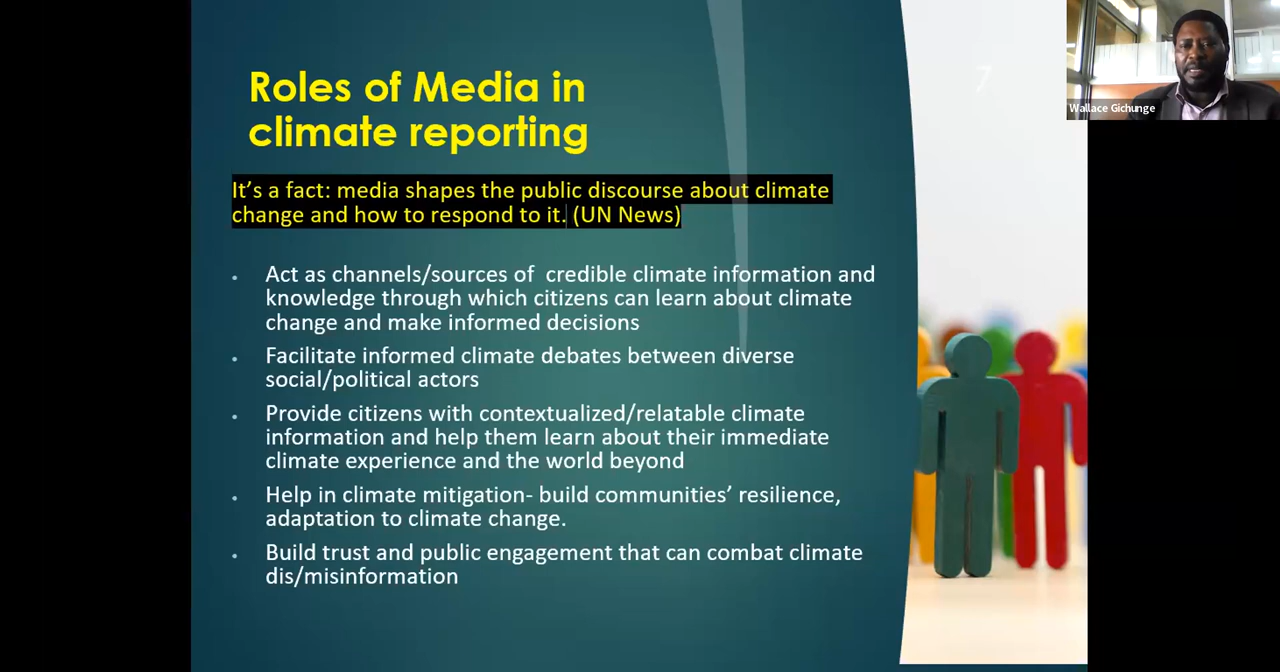 Roles of Media in
climate reporting
7
Wallace Gichunge
It's a fact: media shapes the public discourse about climate
change and how to respond to it. (UN News)
• Act as channels/sources of  credible climate information and
knowledge through which citizens can learn about climate
change and make informed decisions
• Facilitate informed climate debates between diverse
social/political actors
• Provide citizens with contextualized/relatable climate
information and help them learn about their immediate
climate experience and the world beyond
• Help in climate mitigation- build communities’ resilience,
adaptation to climate change.
• Build trust and public engagement that can combat climate
dis/misinformation